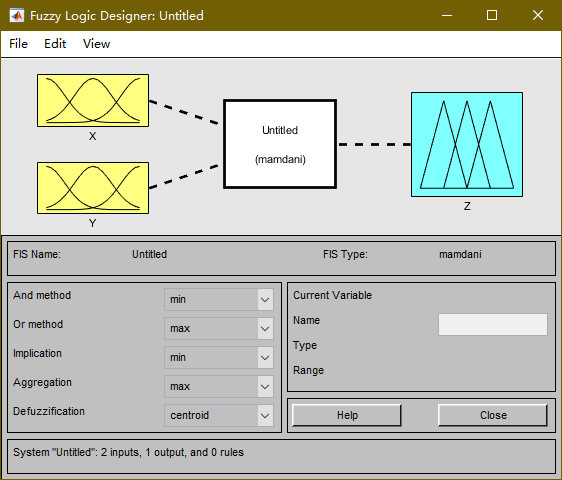 Fuzzy Logic Designer: Untitled
File Edit View
X
Y
Untitled
(mamdani)
Z
FIS Name: Untitled FIS Type: mamdani
And method min
Or method max
Implication min
Aggregation max
Defuzzification centroid
Current Variable
Name
Type
Range
Help Close
System "Untitled": 2 inputs, 1 output, and 0 rules